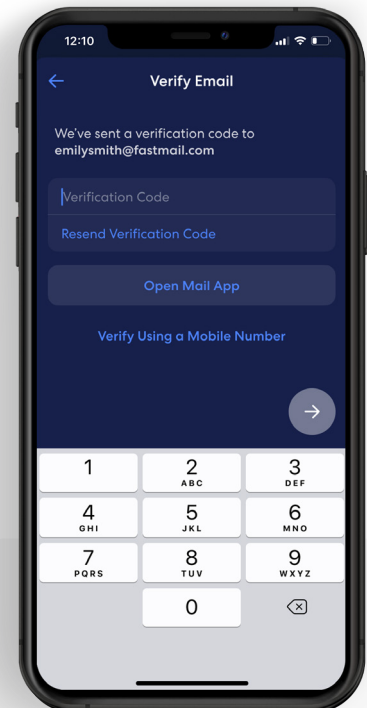 12:10
Verify Email
We've sent a verification code to
emilysmith@fastmail.com
Verification Code
Resend Verification Code
Open Mail App
Verify Using a Mobile Number
1 2 3
ABC DEF
4 5 6
GHI JKL MNO
7 8 9
PQRS TUV WXYZ
0